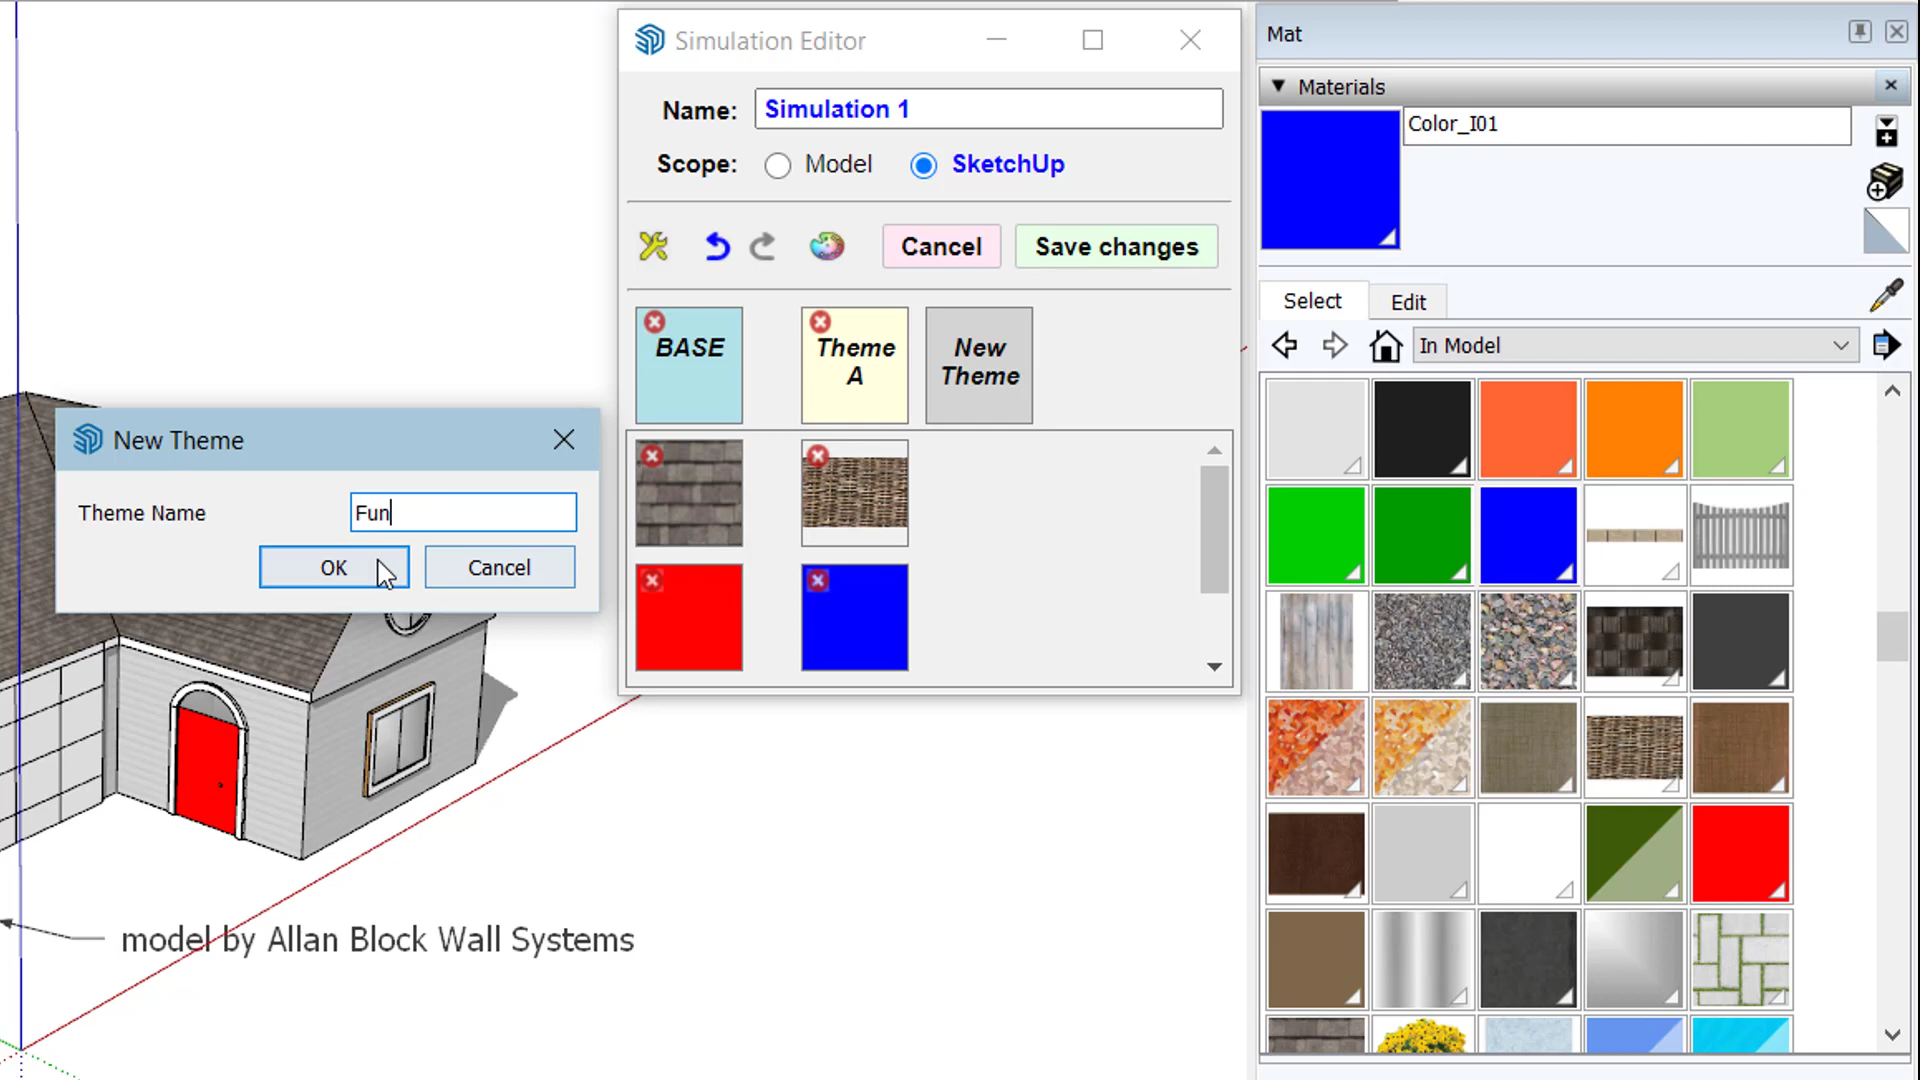 Simulation Editor
Name: Simulation 1
Scope: Model SketchUp
Cancel Save changes
BASE
Theme
A
New
Theme
New Theme
Theme Name Fun
OK Cancel
model by Allan Block Wall Systems
Mat
Materials
Color_I01
Select Edit
In Model